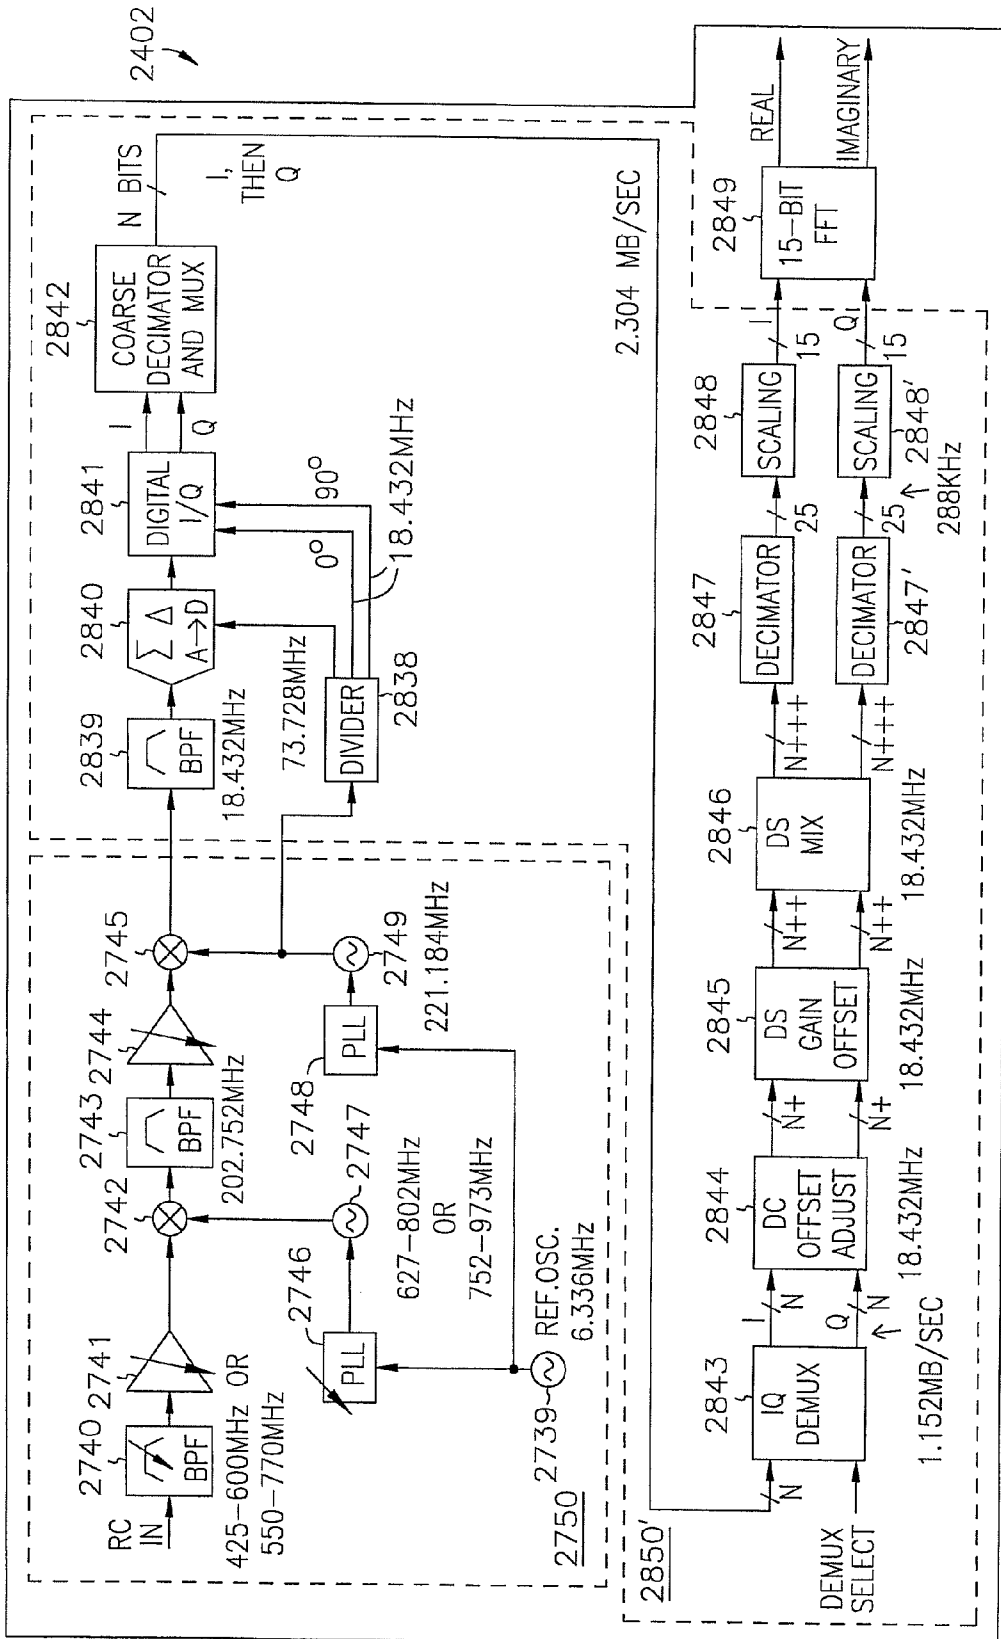 2402
2740
2741
2742
2743
2744
2745
RC
IN
BPF
425–600MHz OR
550–770MHz
BPF
202.752MHz
2746
PLL
2747
627–802MHz
OR
752–973MHz
2748
PLL
2749
221.184MHz
2739
REF.OSC.
6.336MHz
2750
2839
BPF
18.432MHz
2840
Σ Δ
A→D
2841
DIGITAL
I/Q
I
Q
2842
COARSE
DECIMATOR
AND MUX
N BITS
I,
THEN
Q
73.728MHz
DIVIDER
2838
0°
90°
18.432MHz
2.304 MB/SEC
2850'
DEMUX
SELECT
N
2843
IQ
DEMUX
I
N
Q
N
1.152MB/SEC
2844
DC
OFFSET
ADJUST
18.432MHz
N+
N+
2845
DS
GAIN
OFFSET
18.432MHz
N++
N++
2846
DS
MIX
18.432MHz
N+++
N+++
2847
DECIMATOR
DECIMATOR
2847'
25
25
288KHz
2848
SCALING
SCALING
2848'
I
15
Q
15
2849
15–BIT
FFT
REAL
IMAGINARY